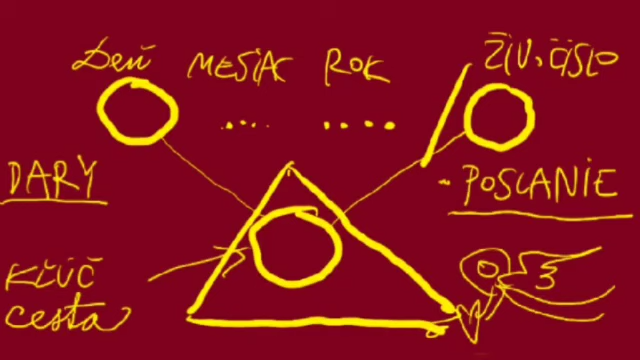 Deň MESIAC ROK / ŽIV. ČÍSLO
.... ....
DARY
POSLANIE
KĽÚČ
cesta